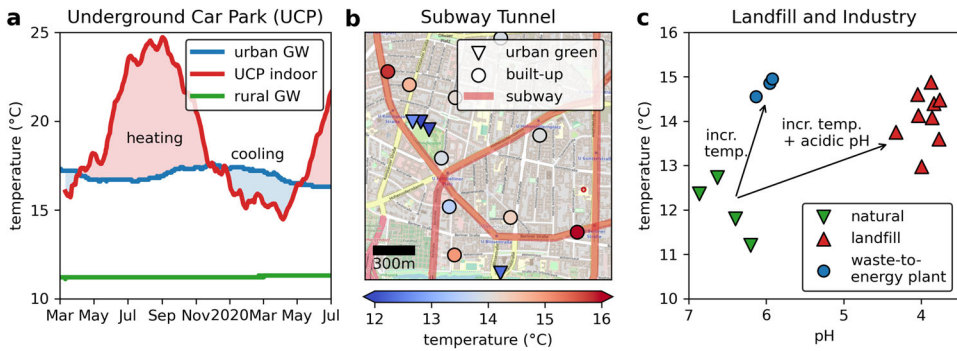 a Underground Car Park (UCP)
25
20
15
10
temperature (°C)
urban GW
UCP indoor
rural GW
heating
cooling
Mar May Jul Sep Nov 2020 Mar May Jul
b Subway Tunnel
urban green
built-up
subway
300m
12 13 14 15 16
temperature (°C)
c Landfill and Industry
16
15
14
13
12
11
10
temperature (°C)
incr.
temp.
incr. temp.
+ acidic pH
natural
landfill
waste-to-
energy plant
7 6 5 4
pH